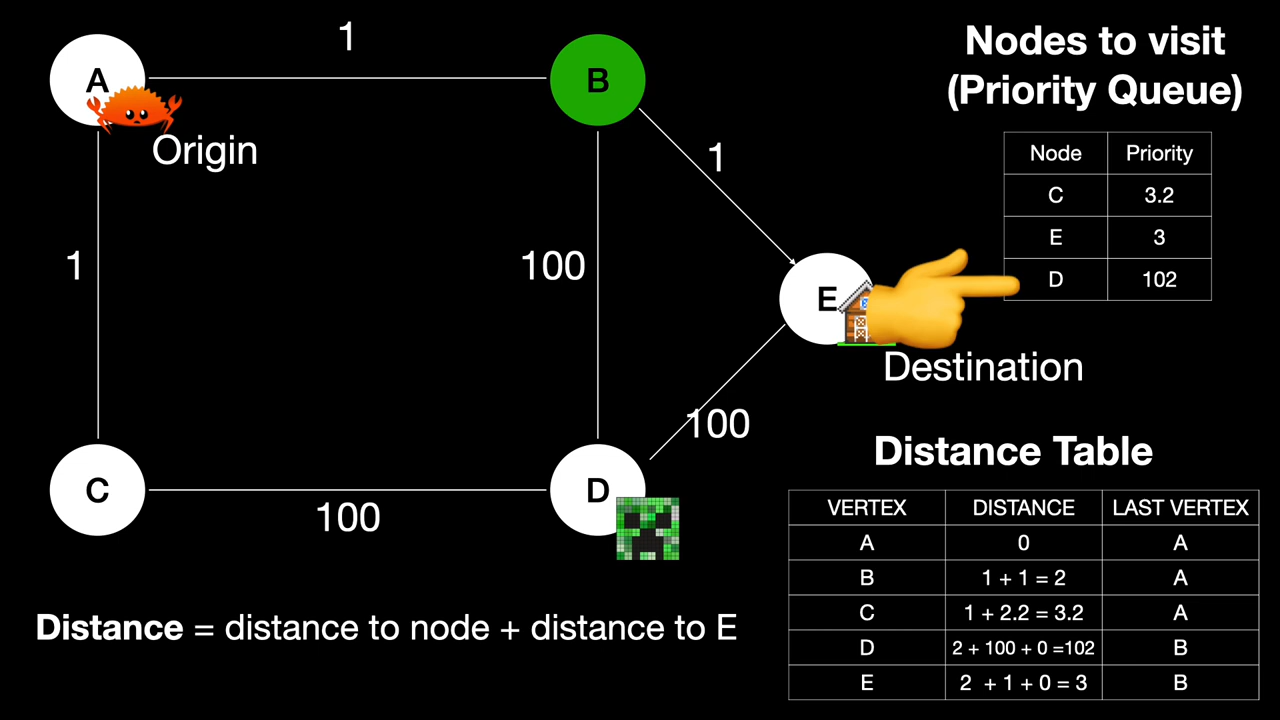 1
Nodes to visit
(Priority Queue)
A
B
Origin
Node Priority
1
C 3.2
E 3
D 102
1
100
E
Destination
100
Distance Table
C
D
100
VERTEX DISTANCE LAST VERTEX
A 0 A
B 1 + 1 = 2 A
C 1 + 2.2 = 3.2 A
D 2 + 100 + 0 =102 B
E 2 + 1 + 0 = 3 B
Distance = distance to node + distance to E